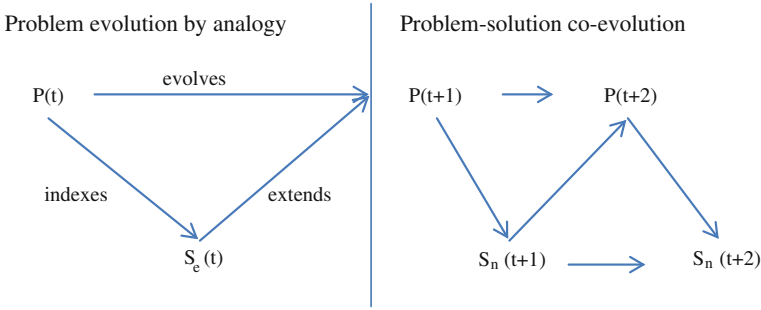 Problem evolution by analogy
Problem-solution co-evolution
evolves
P(t)
P(t+1)
P(t+2)
indexes
extends
Sₑ (t)
Sₙ (t+1)
Sₙ (t+2)